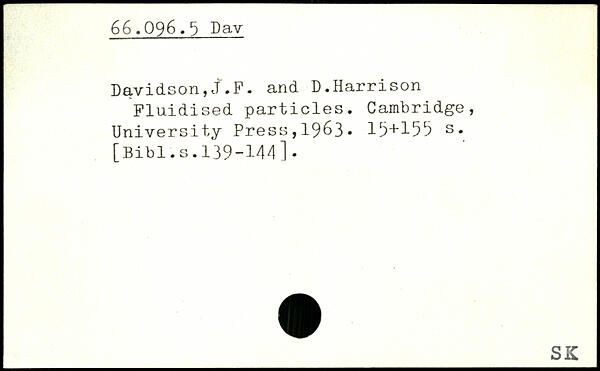 66.096.5 Dav
Davidson,J.F. and D.Harrison
Fluidised particles. Cambridge,
University Press,1963. 15+155 s.
[Bibl.s.139-144].
SK